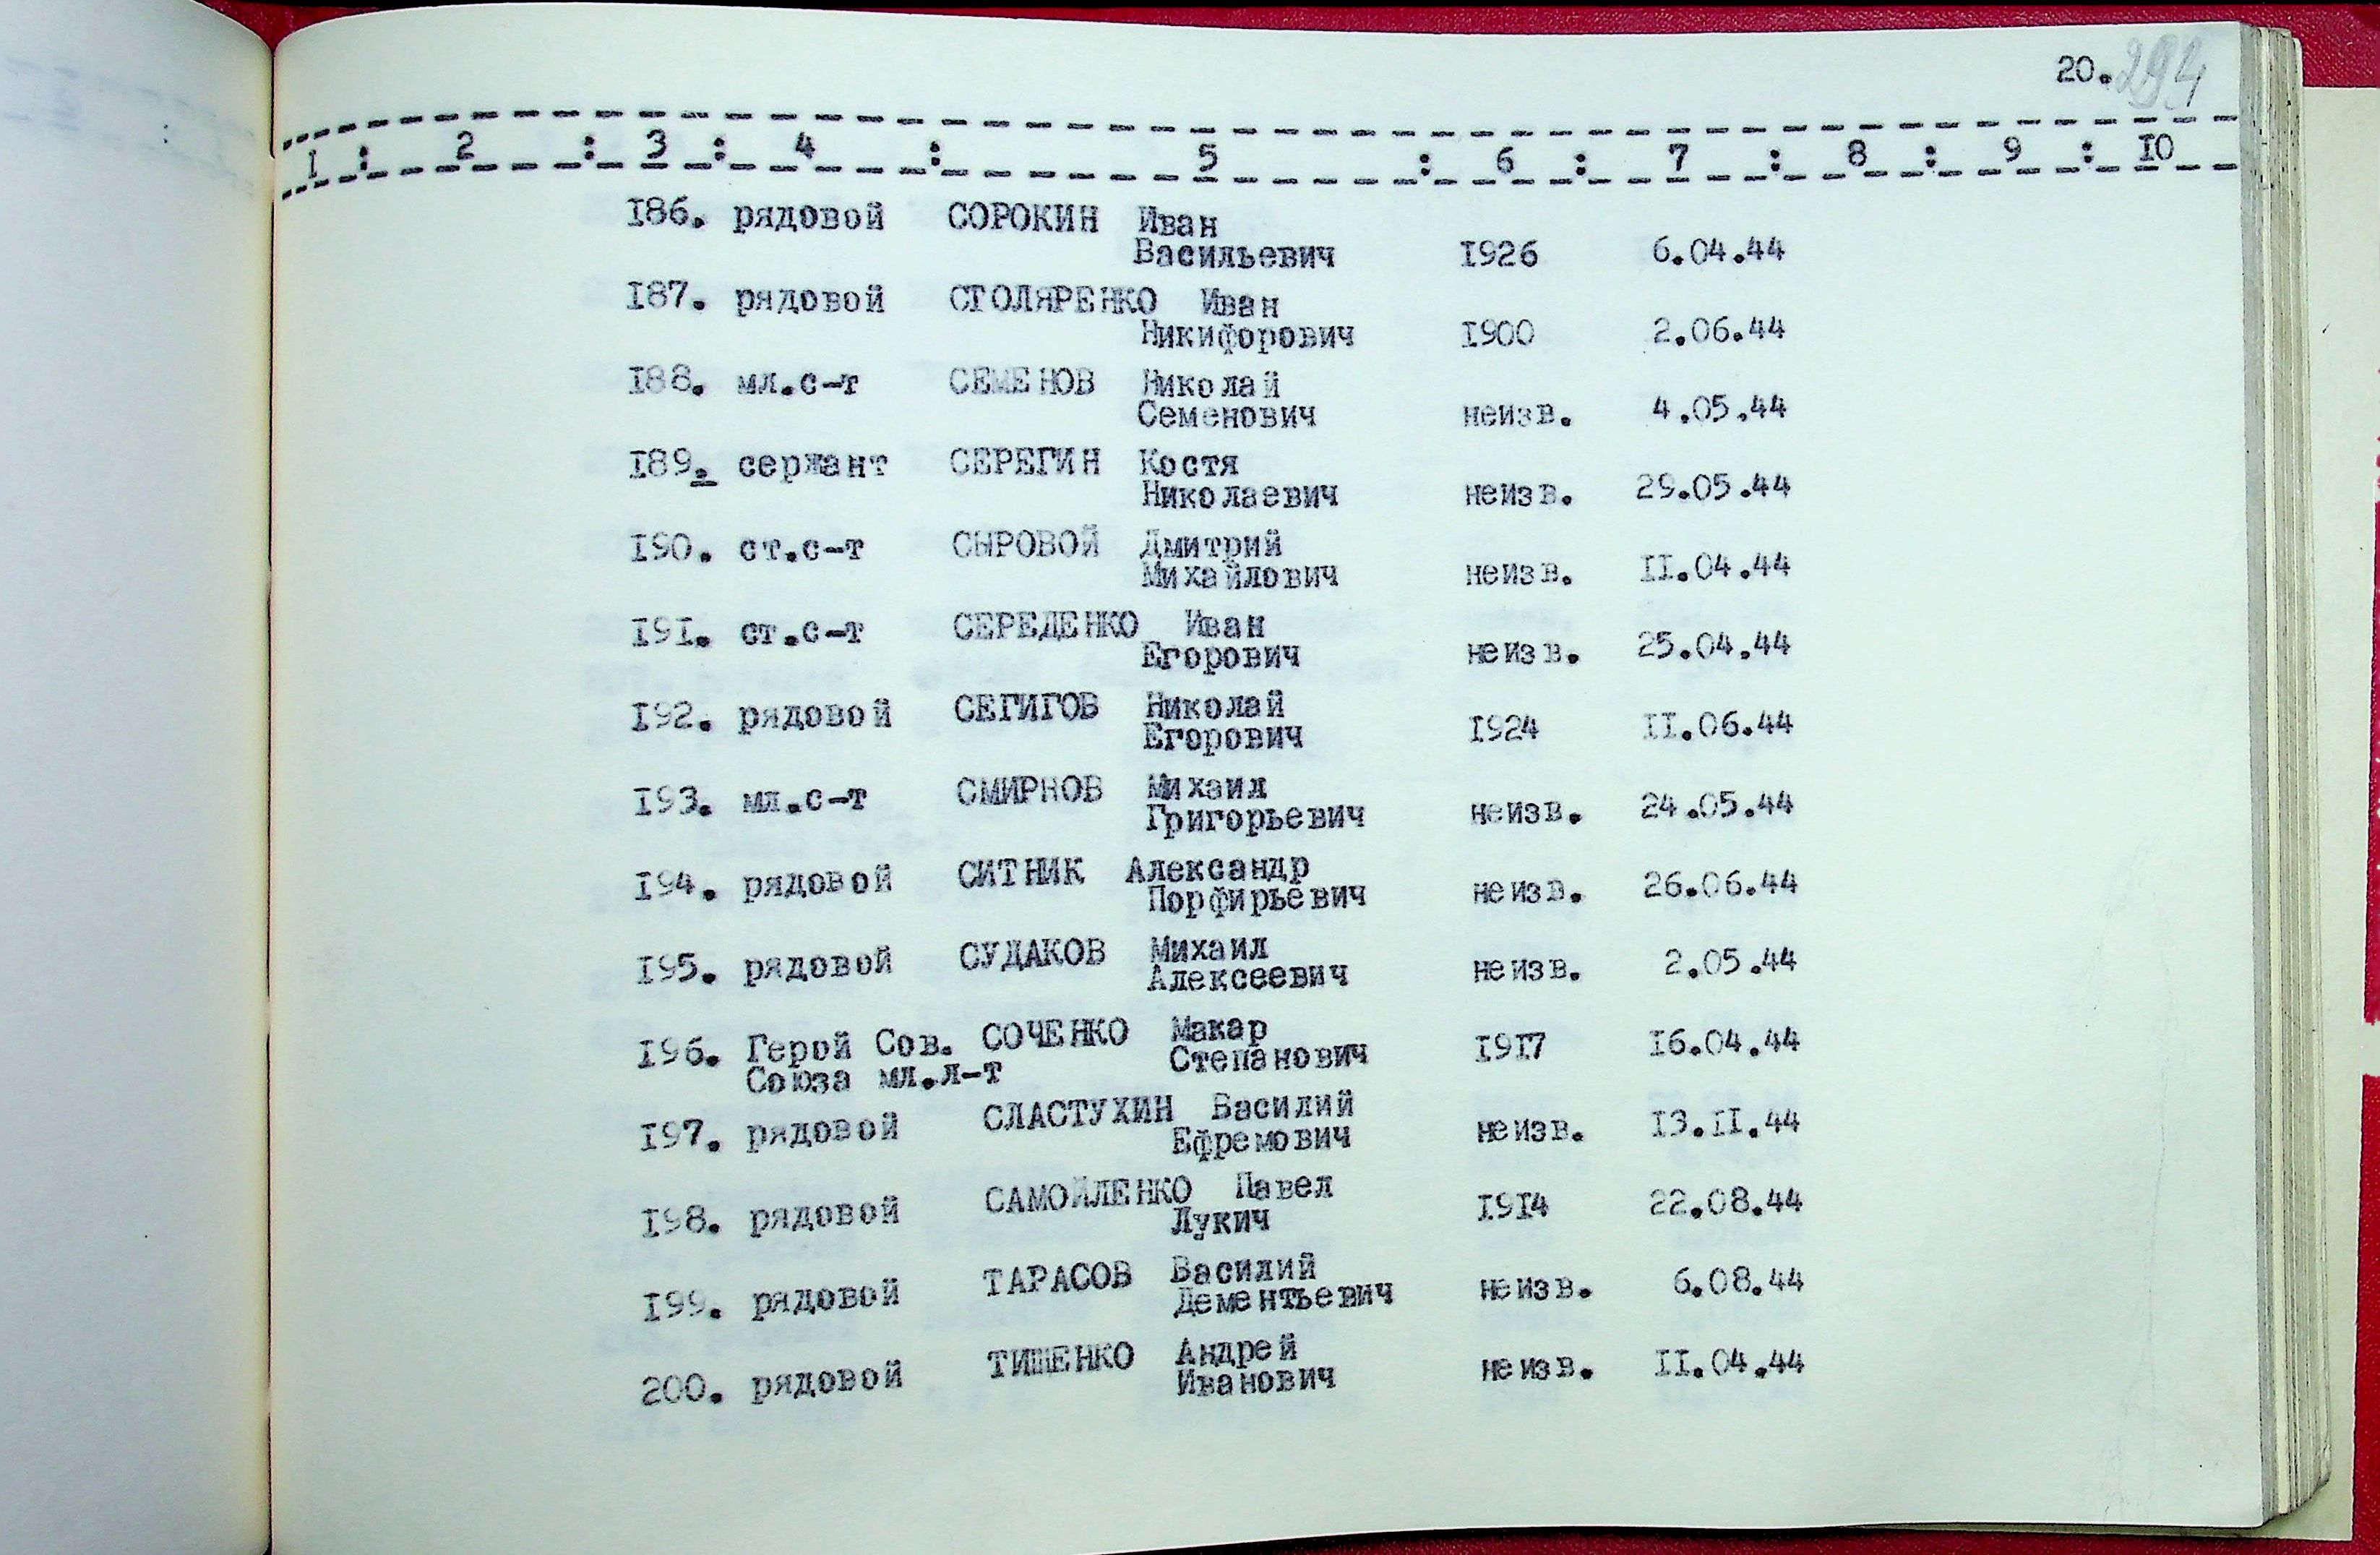 20. 294
1 : 2 : 3 : 4 : 5 : 6 : 7 : 8 : 9 : 10
186. рядовой СОРОКИН Иван
Васильевич 1926 6.04.44
187. рядовой СТОЛЯРЕНКО Иван
Никифорович 1900 2.06.44
188. мл.с-т СЕМЕНОВ Николай
Семенович неизв. 4.05.44
189. сержант СЕРЕГИН Костя
Николаевич неизв. 29.05.44
190. ст.с-т СЫРОВОЙ Дмитрий
Михайлович неизв. 11.04.44
191. ст.с-т СЕРЕДЕНКО Иван
Егорович неизв. 25.04.44
192. рядовой СЕГИГОВ Николай
Егорович 1924 11.06.44
193. мл.с-т СМИРНОВ Михаил
Григорьевич неизв. 24.05.44
194. рядовой СИТНИК Александр
Порфирьевич неизв. 26.06.44
195. рядовой СУДАКОВ Михаил
Алексеевич неизв. 2.05.44
196. Герой Сов. СОЧЕНКО Макар
Союза мл.л-т Степанович 1917 16.04.44
197. рядовой СЛАСТУХИН Василий
Ефремович неизв. 13.11.44
198. рядовой САМОЙЛЕНКО Павел
Лукич 1914 22.08.44
199. рядовой ТАРАСОВ Василий
Дементьевич неизв. 6.08.44
200. рядовой ТИШЕНКО Андрей
Иванович неизв. 11.04.44